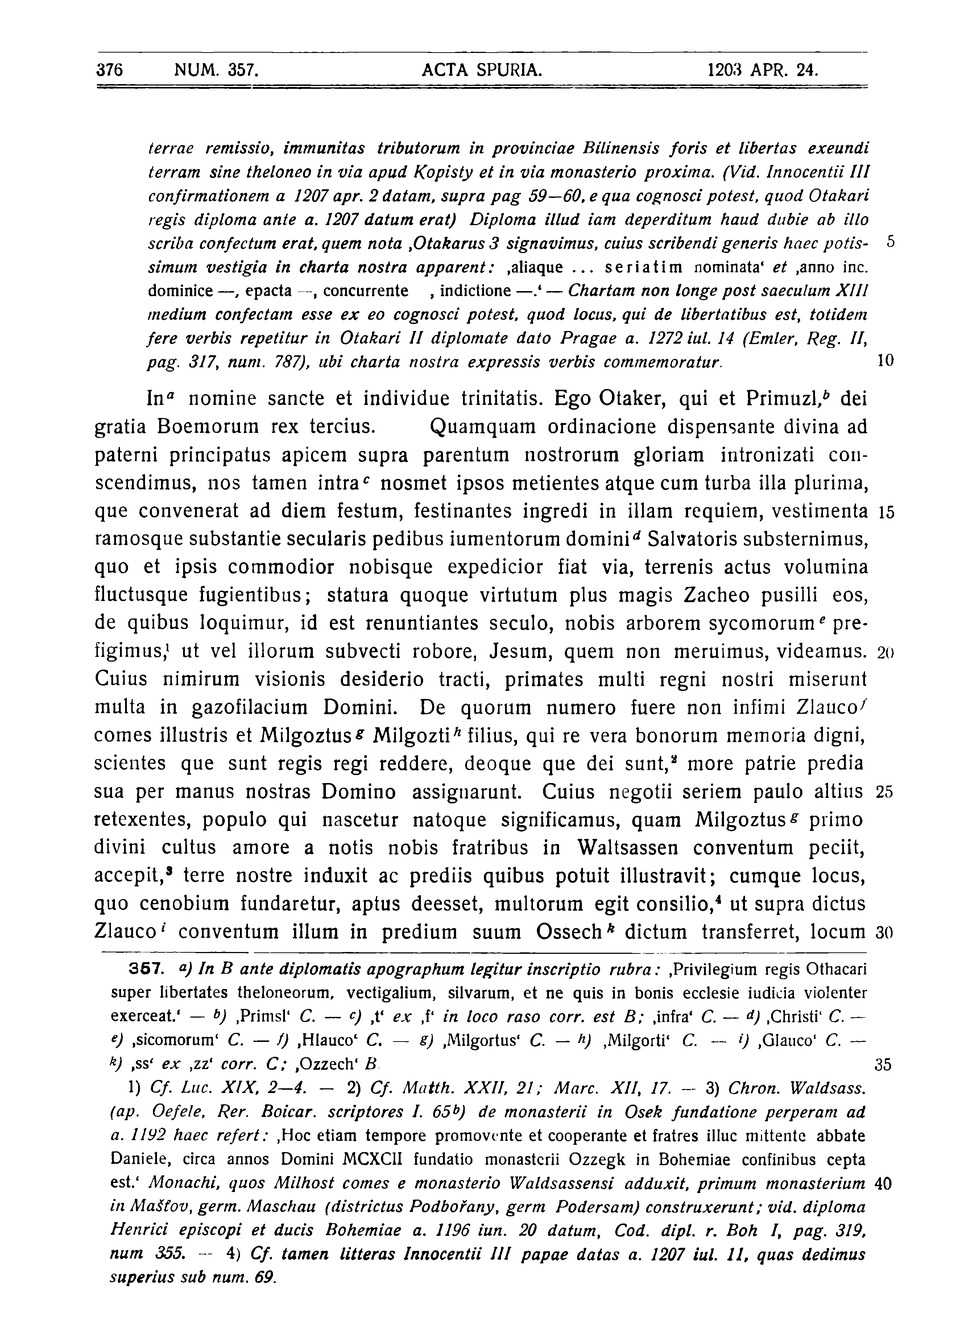 376 NUM. 357. ACTA SPURIA. 1203 APR. 24.
terrae remissio, immunitas tributorum in provinciae Bilinensis foris et libertas exeundi
terram sine theloneo in via apud Kopisty et in via monasterio proxima. (Vid. Innocentii III
confirmationem a 1207 apr. 2 datam, supra pag 59—60, e qua cognosci potest, quod Otakari
regis diploma ante a. 1207 datum erat) Diploma illud iam deperditum haud dubie ab illo
scriba confectum erat, quem nota ‚Otakarus 3 signavimus, cuius scribendi generis haec potis- 5
simum vestigia in charta nostra apparent: ‚aliaque ... seriatim nominata‘ et ‚anno inc.
dominice —, epacta —, concurrente , indictione —.‘ — Chartam non longe post saeculum XIII
medium confectam esse ex eo cognosci potest, quod locus, qui de libertatibus est, totidem
fere verbis repetitur in Otakari II diplomate dato Pragae a. 1272 iul. 14 (Emler, Reg. II,
pag. 317, num. 787), ubi charta nostra expressis verbis commemoratur. 10
In a nomine sancte et individue trinitatis. Ego Otaker, qui et Primuzl, b dei
gratia Boemorum rex tercius. Quamquam ordinacione dispensante divina ad
paterni principatus apicem supra parentum nostrorum gloriam intronizati con-
scendimus, nos tamen intra c nosmet ipsos metientes atque cum turba illa plurima,
que convenerat ad diem festum, festinantes ingredi in illam requiem, vestimenta 15
ramosque substantie secularis pedibus iumentorum domini d Salvatoris substernimus,
quo et ipsis commodior nobisque expedicior fiat via, terrenis actus volumina
fluctusque fugientibus; statura quoque virtutum plus magis Zacheo pusilli eos,
de quibus loquimur, id est renuntiantes seculo, nobis arborem sycomorum e pre-
figimus,1 ut vel illorum subvecti robore, Jesum, quem non meruimus, videamus. 20
Cuius nimirum visionis desiderio tracti, primates multi regni nostri miserunt
multa in gazofilacium Domini. De quorum numero fuere non infimi Zlauco f
comes illustris et Milgoztus g Milgozti h filius, qui re vera bonorum memoria digni,
scientes que sunt regis regi reddere, deoque que dei sunt,2 more patrie predia
sua per manus nostras Domino assignarunt. Cuius negotii seriem paulo altius 25
retexentes, populo qui nascetur natoque significamus, quam Milgoztus g primo
divini cultus amore a notis nobis fratribus in Waltsassen conventum peciit,
accepit,3 terre nostre induxit ac prediis quibus potuit illustravit; cumque locus,
quo cenobium fundaretur, aptus deesset, multorum egit consilio,4 ut supra dictus
Zlauco i conventum illum in predium suum Ossech k dictum transferret, locum 30
357. a) In B ante diplomatis apographum legitur inscriptio rubra: ‚Privilegium regis Othacari
super libertates theloneorum, vectigalium, silvarum, et ne quis in bonis ecclesie iudicia violenter
exerceat.‘ — b) ‚Primsl‘ C. — c) ‚t‘ ex ‚f‘ in loco raso corr. est B; ‚infra‘ C. — d) ‚Christi‘ C. —
e) ‚sicomorum‘ C. — f) ‚Hlauco‘ C. — g) ‚Milgortus‘ C. — h) ‚Milgorti‘ C. — i) ‚Glauco‘ C. —
k) ‚ss‘ ex ‚zz‘ corr. C; ‚Ozzech‘ B. 35
1) Cf. Luc. XIX, 2—4. — 2) Cf. Matth. XXII, 21; Marc. XII, 17. — 3) Chron. Waldsass.
(ap. Oefele, Rer. Boicar. scriptores I. 65b) de monasterii in Osek fundatione perperam ad
a. 1192 haec refert: ‚Hoc etiam tempore promovente et cooperante et fratres illuc mittente abbate
Daniele, circa annos Domini MCXCII fundatio monasterii Ozzegk in Bohemiae confinibus cepta
est.‘ Monachi, quos Milhost comes e monasterio Waldsassensi adduxit, primum monasterium 40
in Mašťov, germ. Maschau (districtus Podbořany, germ Podersam) construxerunt; vid. diploma
Henrici episcopi et ducis Bohemiae a. 1196 iun. 20 datum, Cod. dipl. r. Boh I, pag. 319,
num 355. — 4) Cf. tamen litteras Innocentii III papae datas a. 1207 iul. 11, quas dedimus
superius sub num. 69.